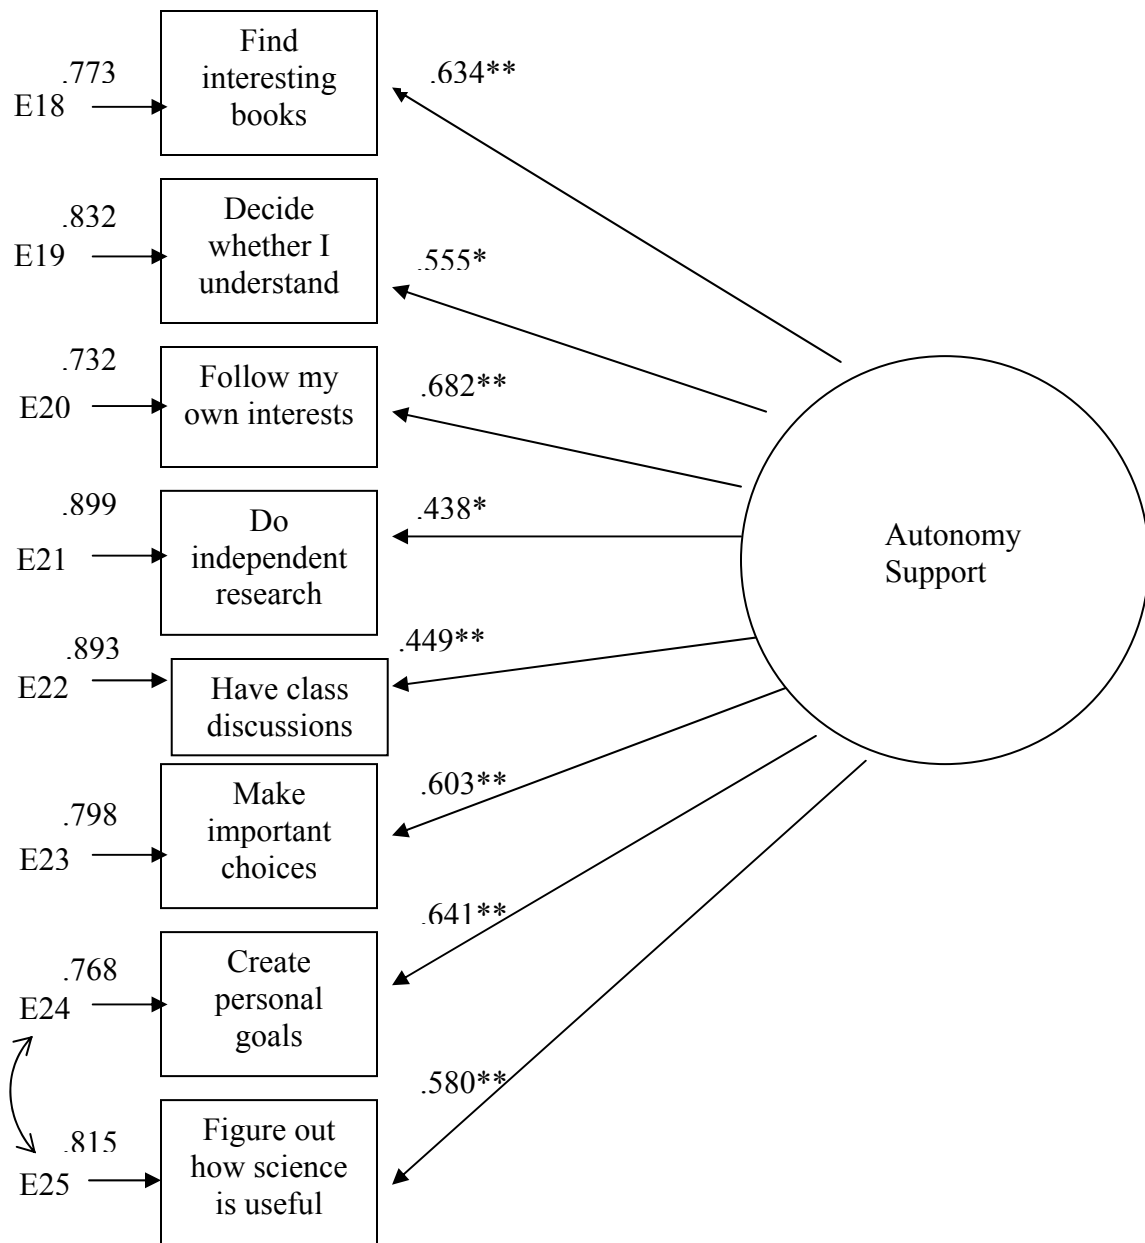 Find
interesting
books
.773
E18
.634**
Decide
whether I
understand
.832
E19
.555*
Follow my
own interests
.732
E20
.682**
Do
independent
research
.899
E21
.438*
Autonomy
Support
Have class
discussions
.893
E22
.449**
Make
important
choices
.798
E23
.603**
Create
personal
goals
.768
E24
.641**
Figure out
how science
is useful
.815
E25
.580**